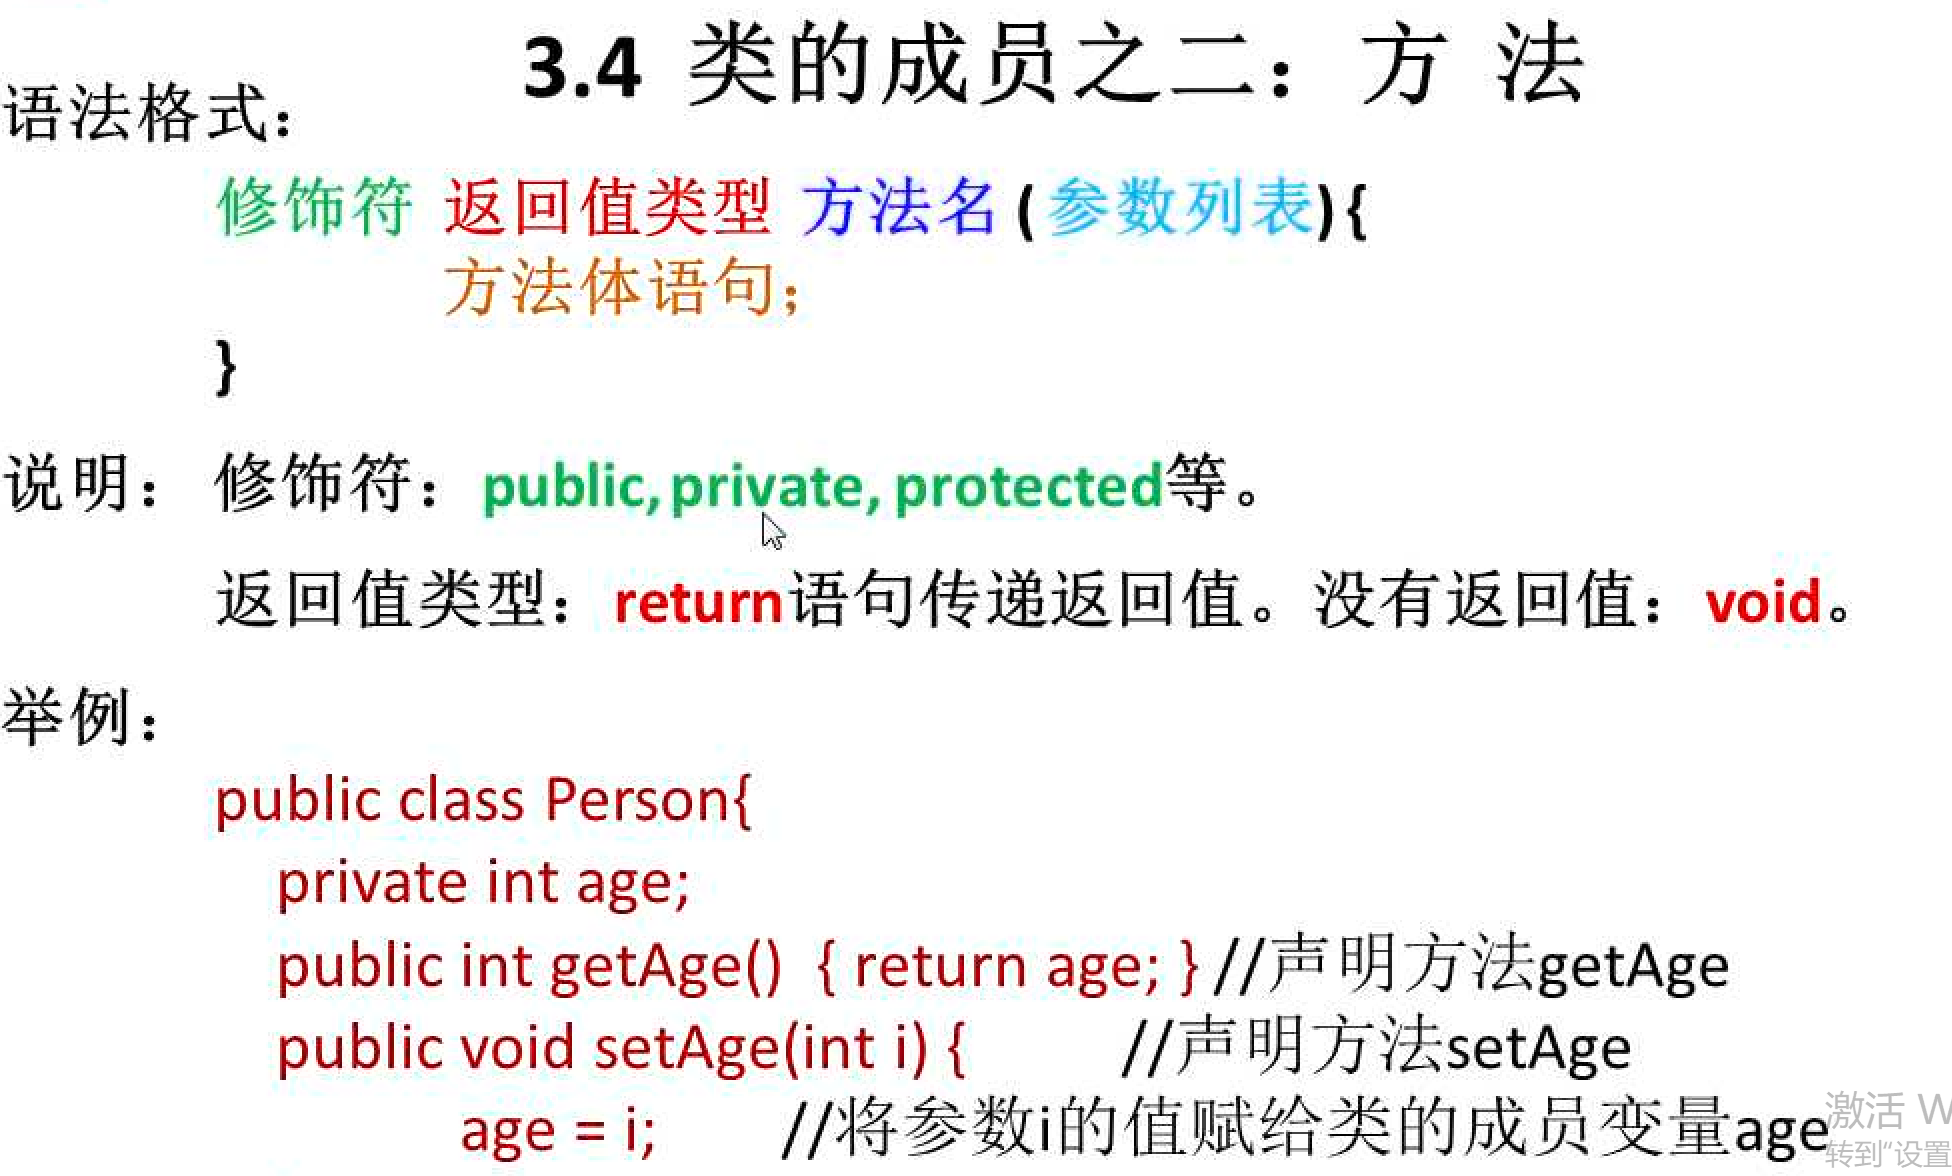 3.4 类的成员之二：方 法
语法格式：
修饰符 返回值类型 方法名 (参数列表){
方法体语句；
}
说明： 修饰符：public,private,protected等。
返回值类型：return语句传递返回值。没有返回值：void。
举例：
public class Person{
private int age;
public int getAge() { return age; } //声明方法getAge
public void setAge(int i) { //声明方法setAge
age = i; //将参数i的值赋给类的成员变量age
激活 W
转到"设置